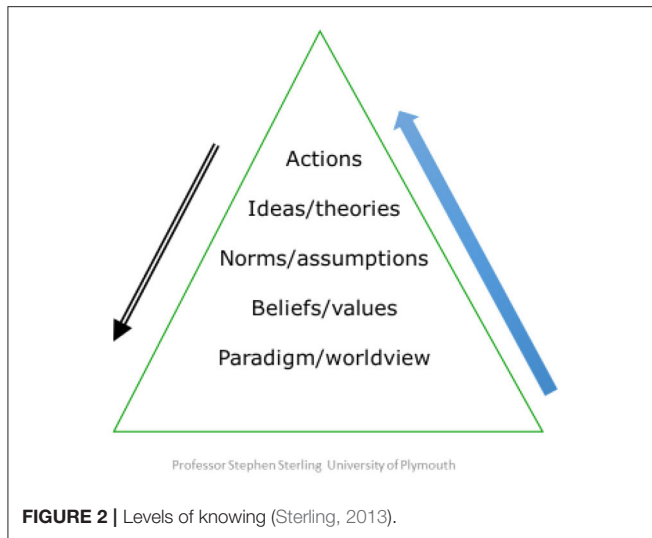 Actions
Ideas/theories
Norms/assumptions
Beliefs/values
Paradigm/worldview
Professor Stephen Sterling University of Plymouth
FIGURE 2 | Levels of knowing (Sterling, 2013).